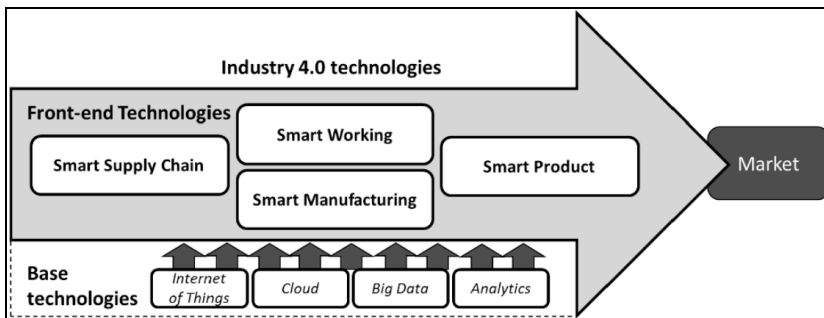 Industry 4.0 technologies
Front-end Technologies
Smart Supply Chain
Smart Working
Smart Manufacturing
Smart Product
Market
Base
technologies
Internet
of Things
Cloud
Big Data
Analytics